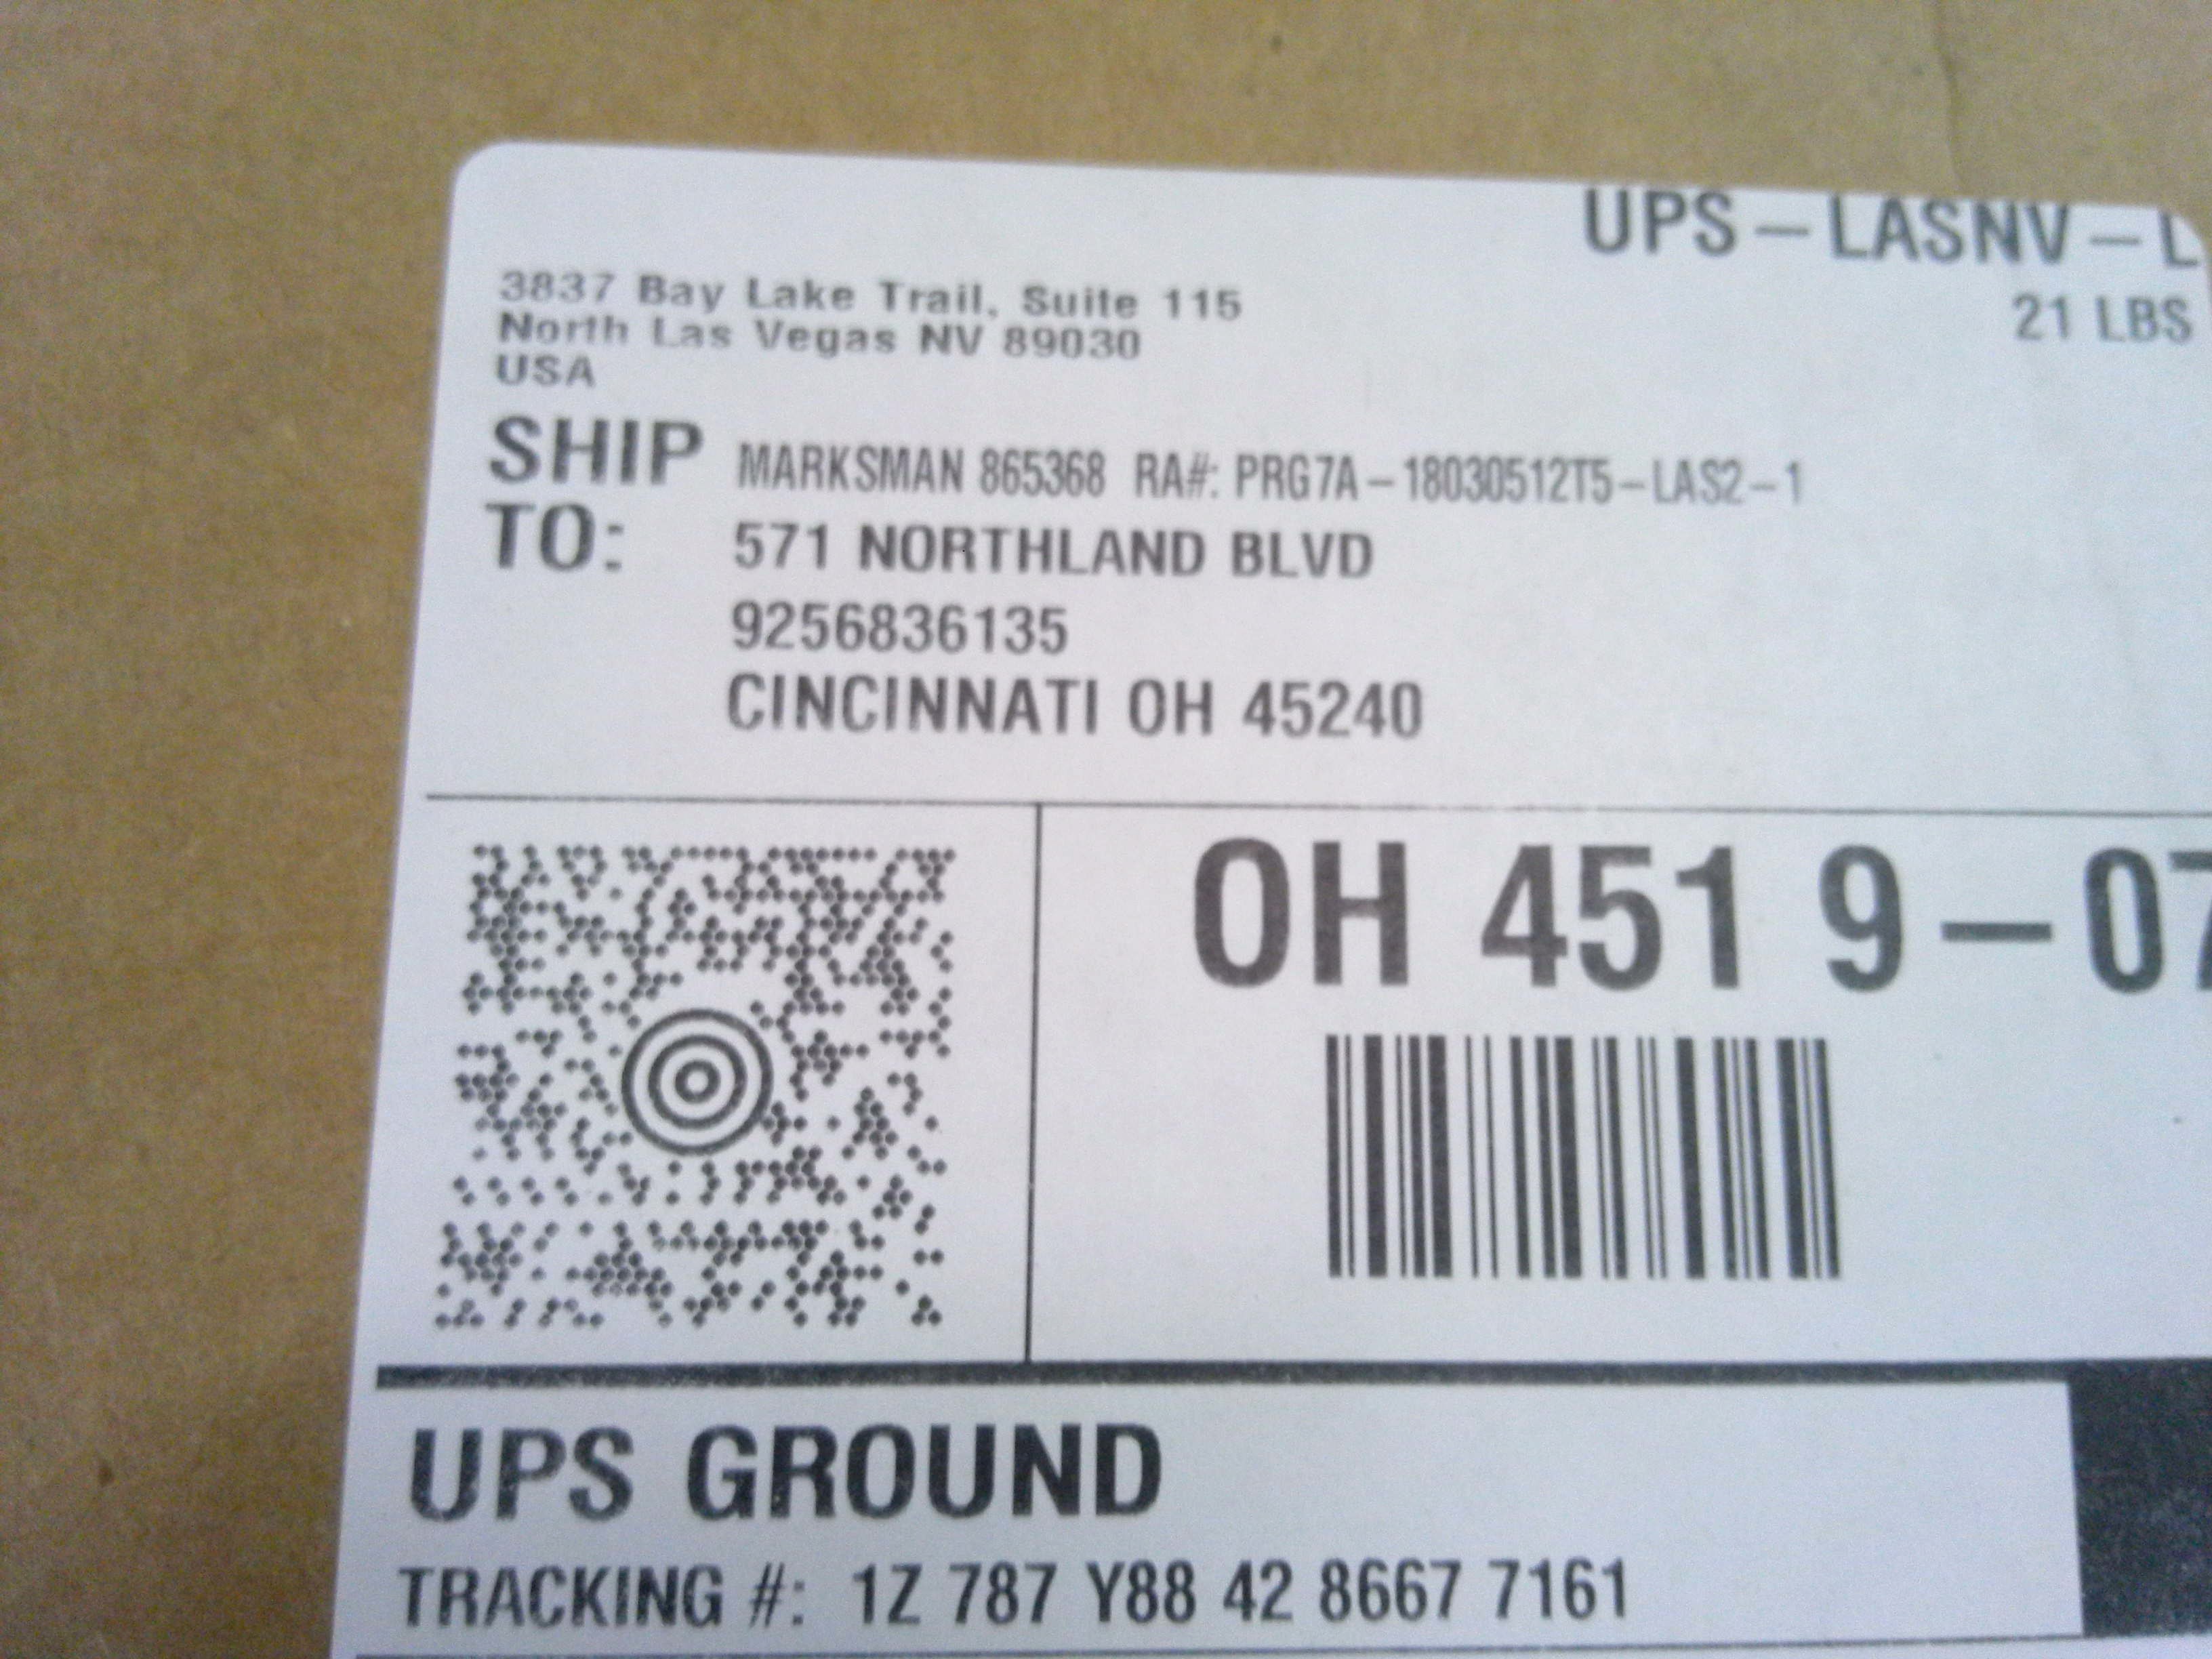 UPS – LASNV – L
3837 Bay Lake Trail, Suite 115
21 LBS
North Las Vegas NV 89030
USA
SHIP TO:
MARKSMAN 865368 RA#: PRG7A – 18030512T5 – LAS2 – 1
571 NORTHLAND BLVD
9256836135
CINCINNATI OH 45240
OH 451 9 – 07
UPS GROUND
TRACKING #: 1Z 787 Y88 42 8667 7161